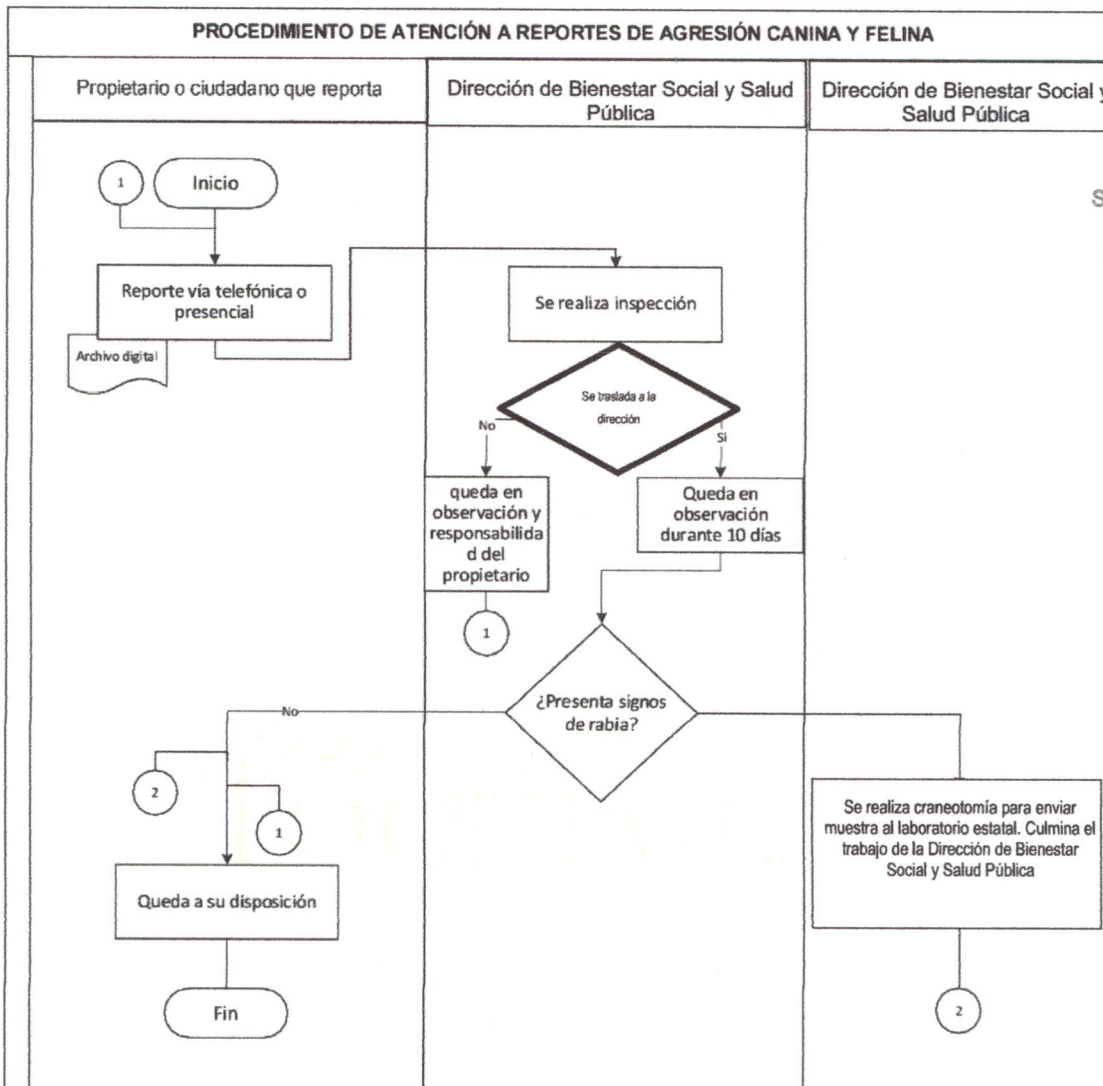 PROCEDIMIENTO DE ATENCIÓN A REPORTES DE AGRESIÓN CANINA Y FELINA
Propietario o ciudadano que reporta
Dirección de Bienestar Social y Salud
Pública
Dirección de Bienestar Social y
Salud Pública
1
Inicio
S
Reporte vía telefónica o
presencial
Archivo digital
Se realiza inspección
Se traslada a la
dirección
No
Si
queda en
observación y
responsabilida
d del
propietario
Queda en
observación
durante 10 días
1
¿Presenta signos
de rabia?
No
2
1
Se realiza craneotomía para enviar
muestra al laboratorio estatal. Culmina el
trabajo de la Dirección de Bienestar
Social y Salud Pública
Queda a su disposición
Fin
2